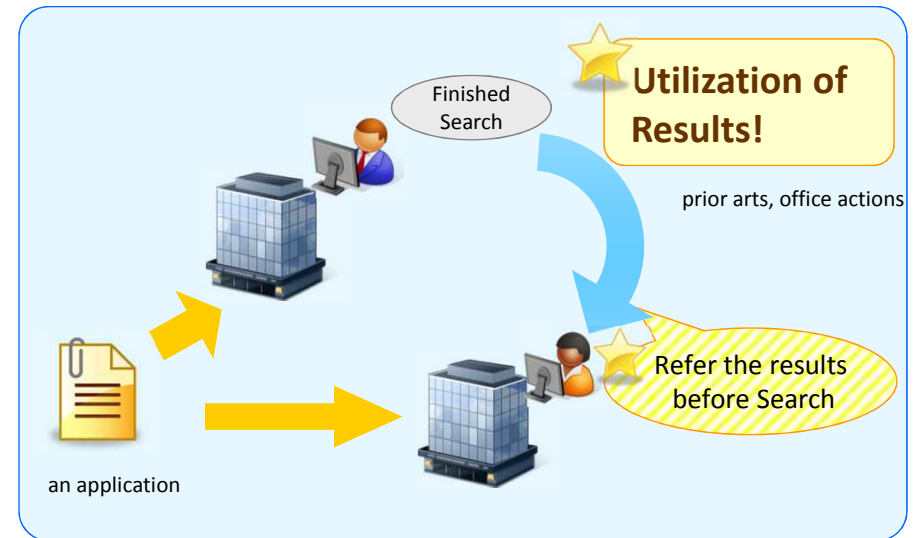 Finished
Search
Utilization of
Results!
prior arts, office actions
Refer the results
before Search
an application